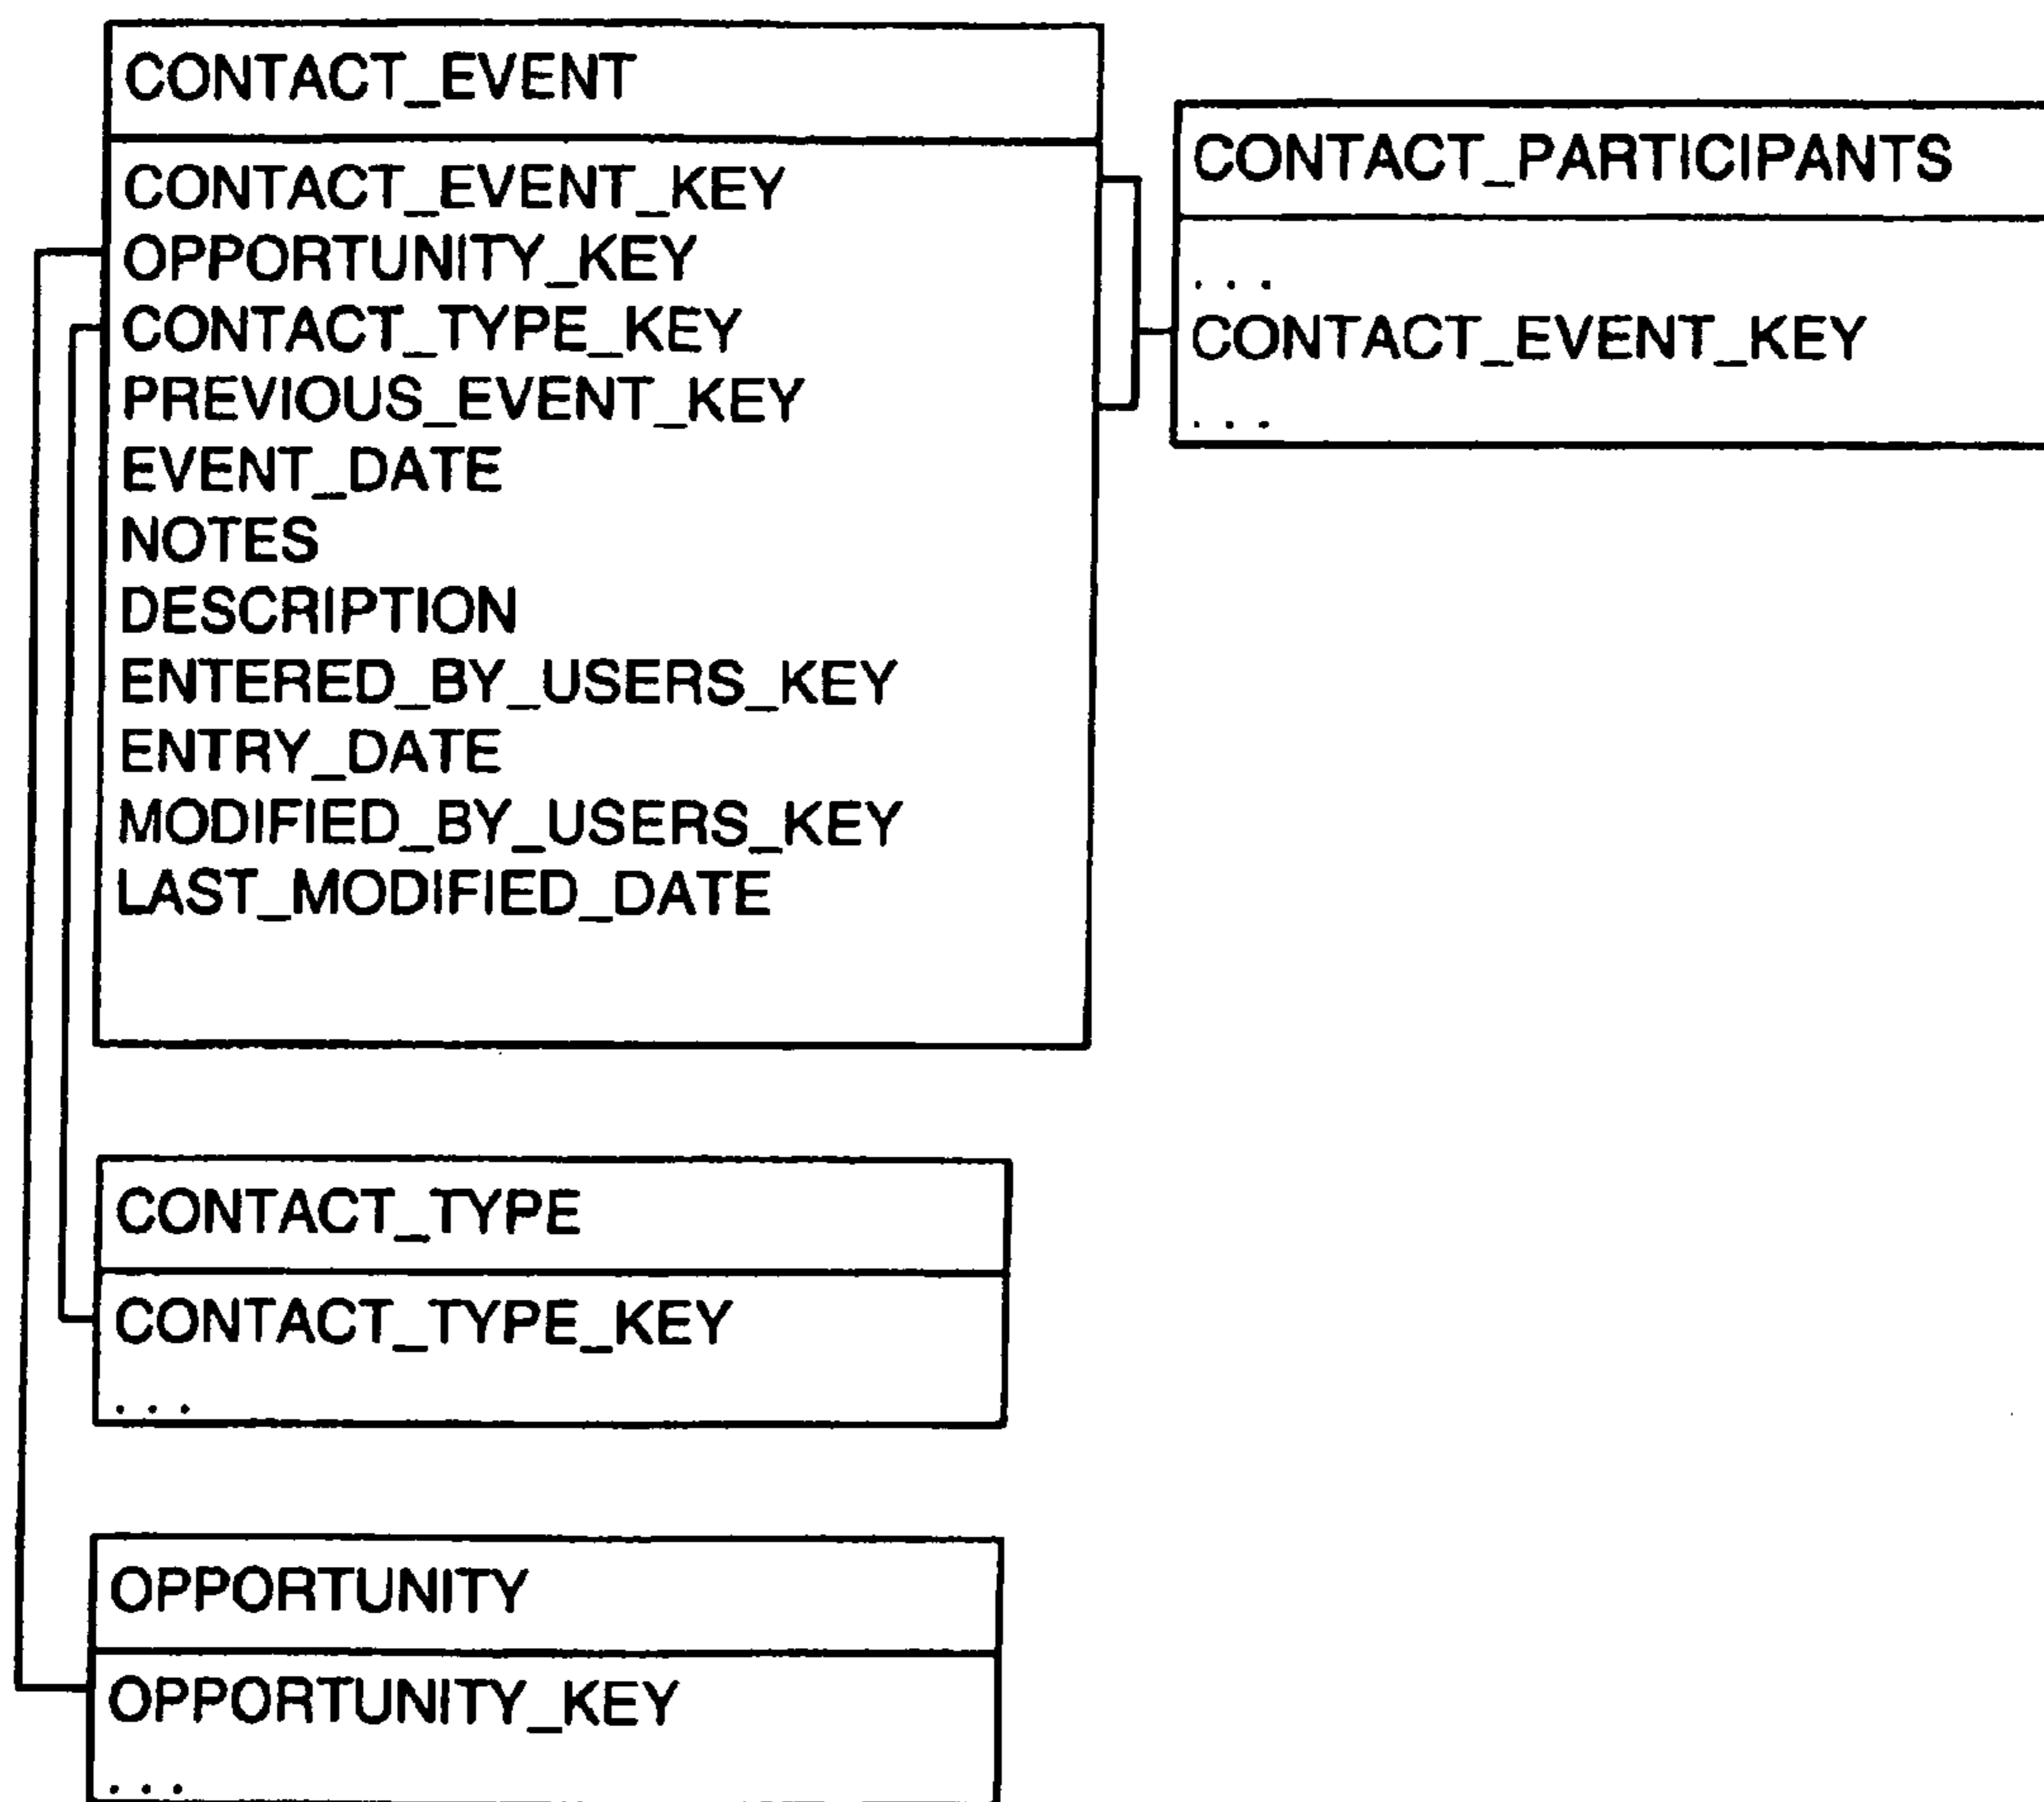 CONTACT_EVENT
CONTACT_EVENT_KEY
OPPORTUNITY_KEY
CONTACT_TYPE_KEY
PREVIOUS_EVENT_KEY
EVENT_DATE
NOTES
DESCRIPTION
ENTERED_BY_USERS_KEY
ENTRY_DATE
MODIFIED_BY_USERS_KEY
LAST_MODIFIED_DATE
CONTACT_PARTICIPANTS
. . .
CONTACT_EVENT_KEY
. . .
CONTACT_TYPE
CONTACT_TYPE_KEY
. . .
OPPORTUNITY
OPPORTUNITY_KEY
. . .